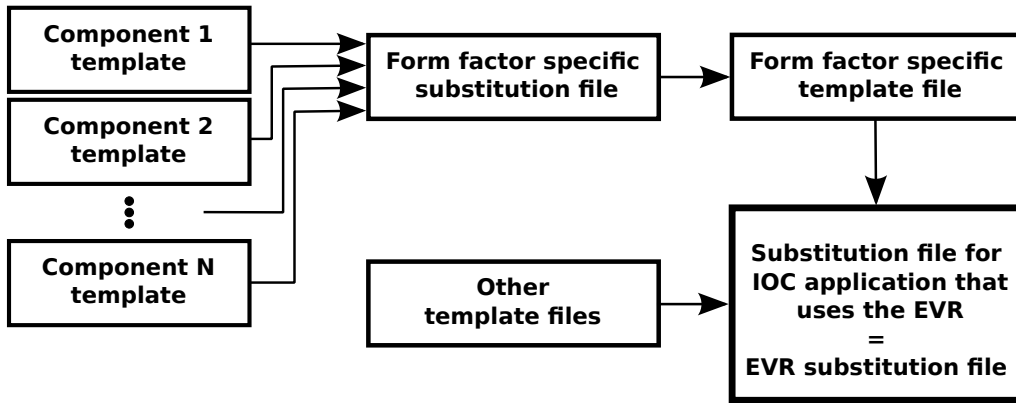 Component 1
template
Component 2
template
Component N
template
Form factor specific
substitution file
Form factor specific
template file
Other
template files
Substitution file for
IOC application that
uses the EVR
=
EVR substitution file